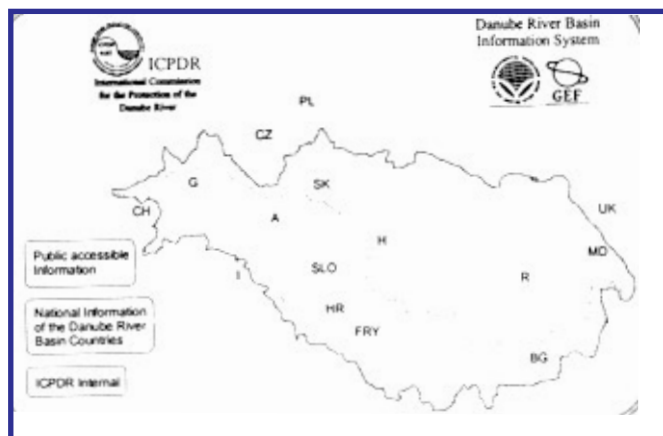 ICPDR
International Commission
for the Protection of the
Danube River
Danube River Basin
Information System
GEF
PL
CZ
G
SK
CH
A
UK
H
MD
I
SLO
R
HR
FRY
BG
Public accessible
Information
National Information
of the Danube River
Basin Countries
ICPDR Internal